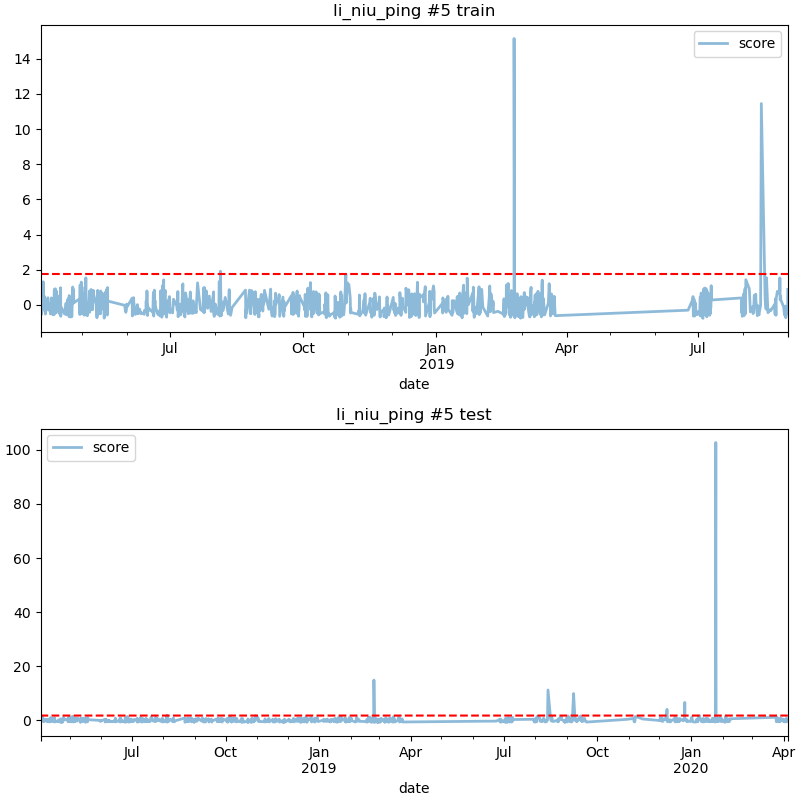 li_niu_ping #5 train
score
14
12
10
8
6
4
2
0
Jul
Oct
Jan
2019
Apr
Jul
date
li_niu_ping #5 test
score
100
80
60
40
20
0
Jul
Oct
Jan
2019
Apr
Jul
Oct
Jan
2020
Apr
date